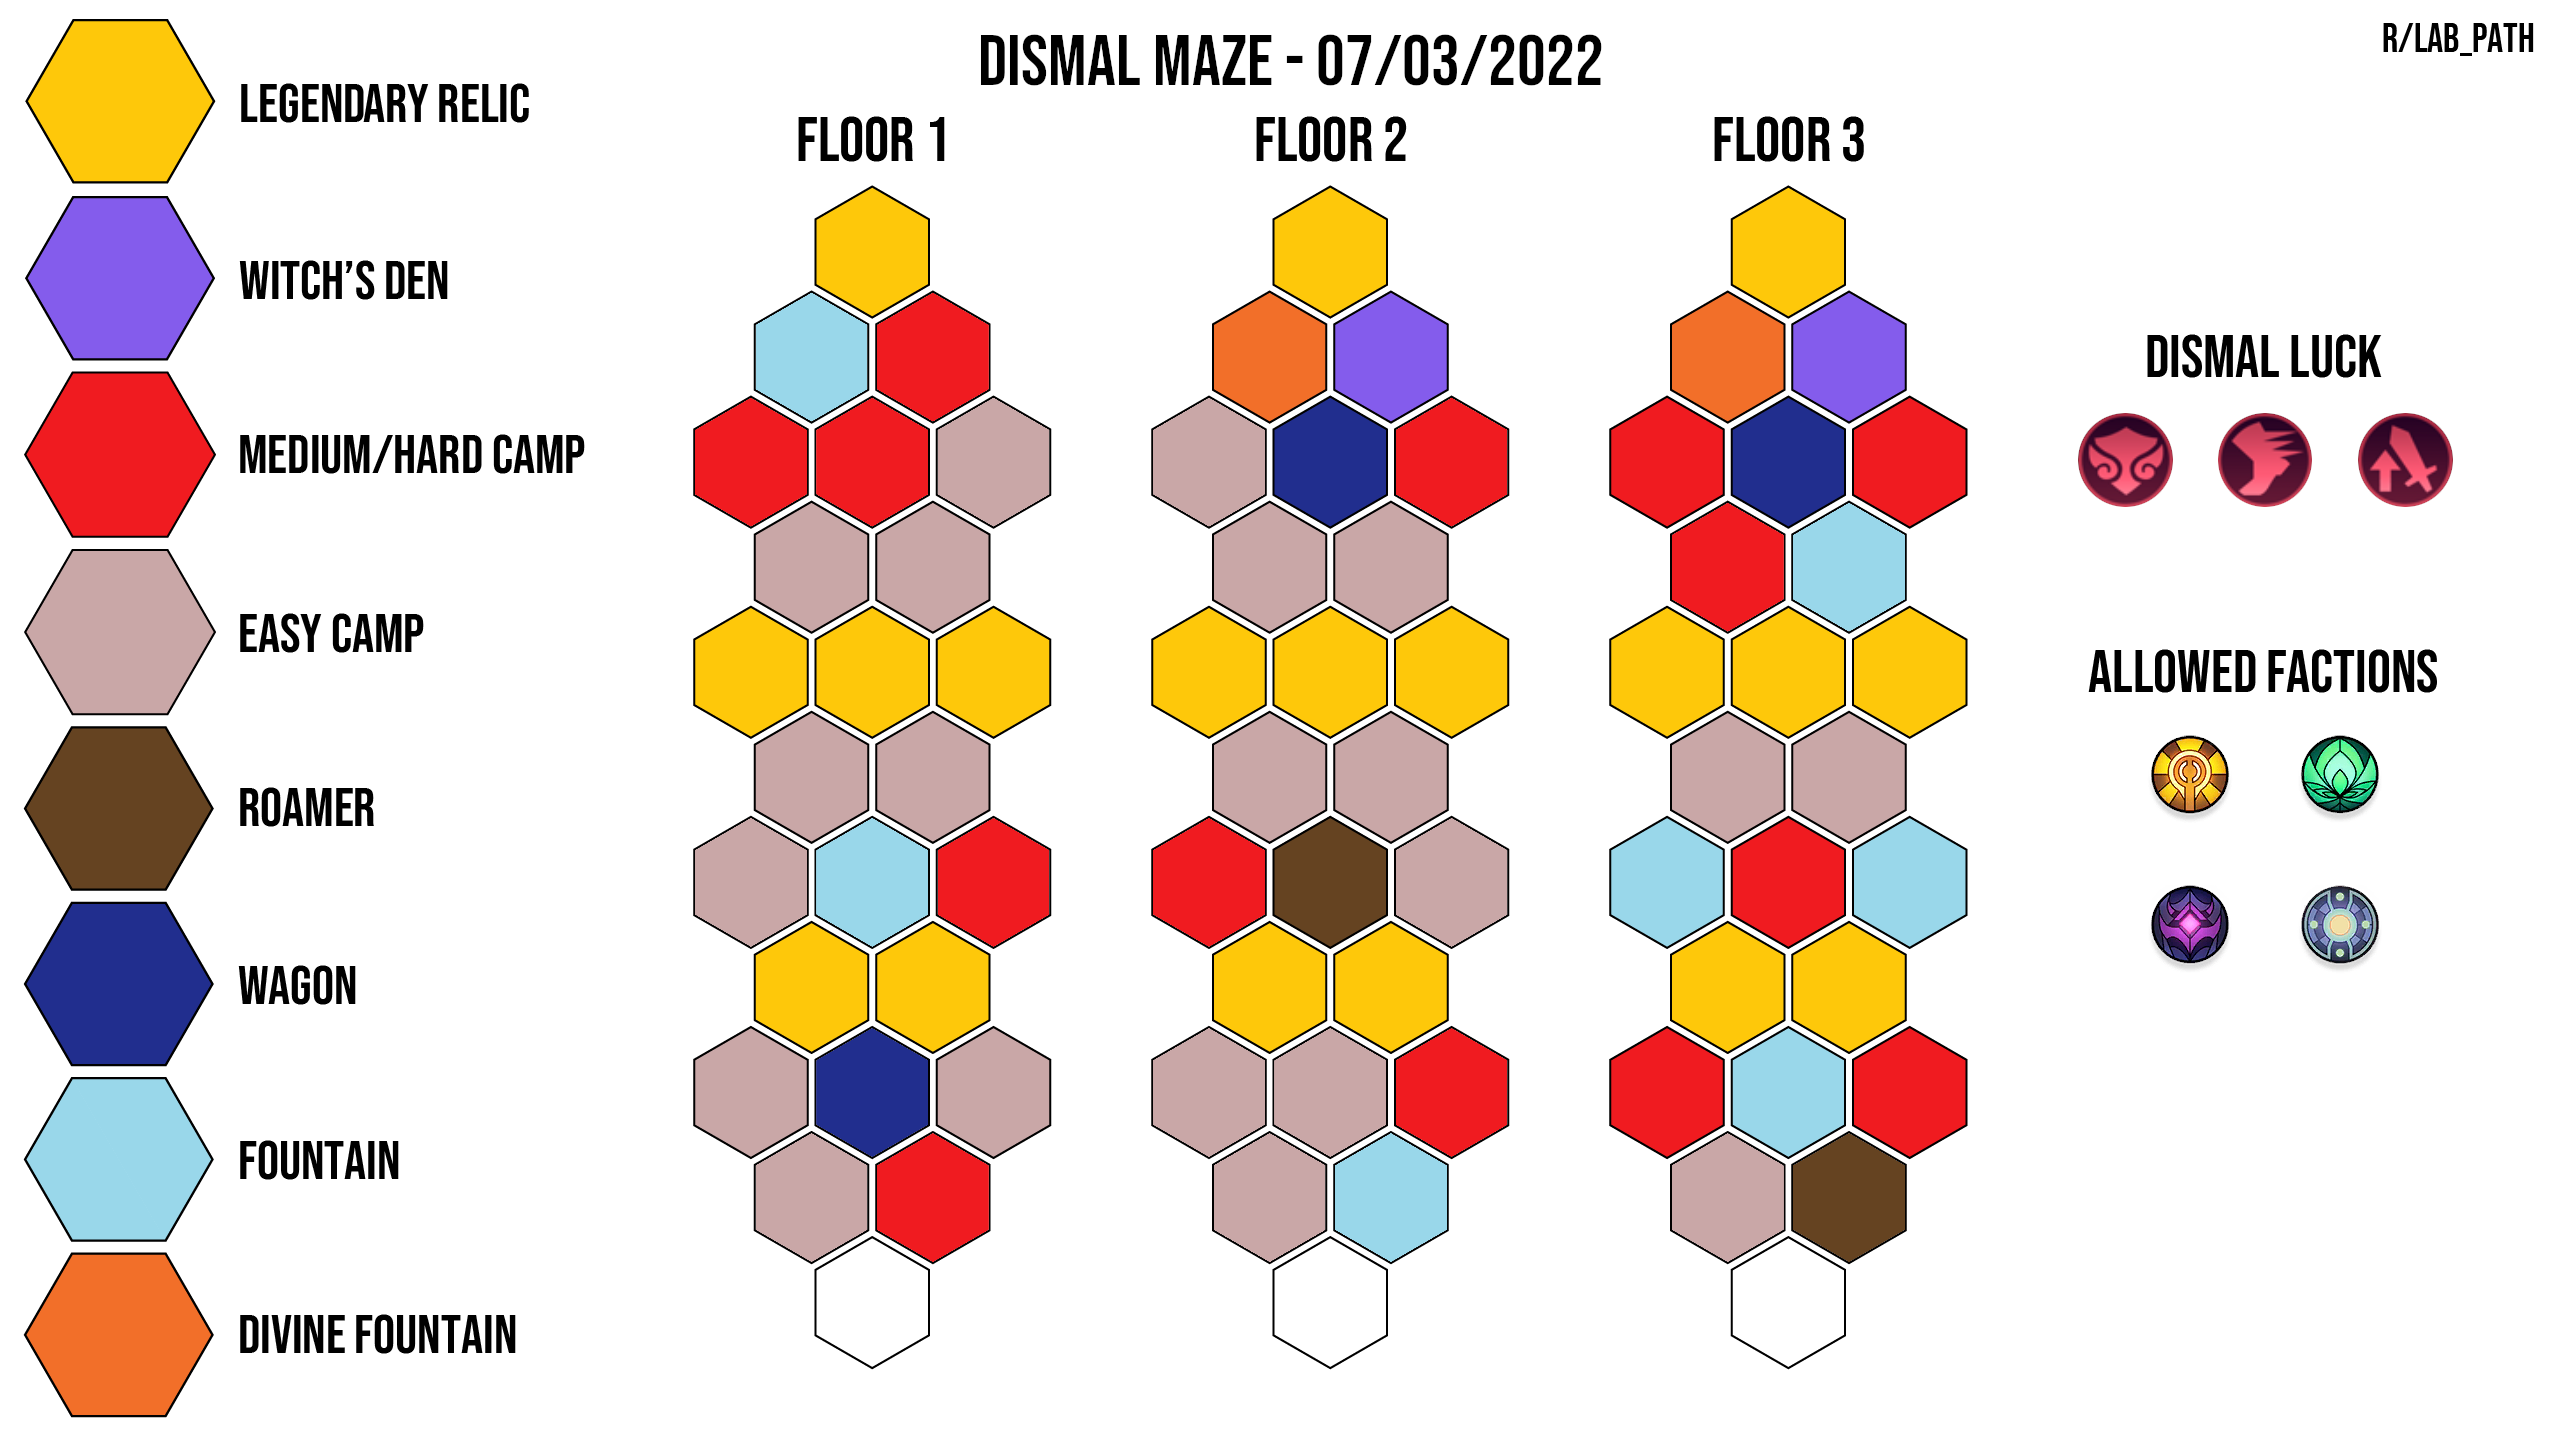 DISMAL MAZE - 07/03/2022
R/LAB_PATH
LEGENDARY RELIC
WITCH'S DEN
MEDIUM/HARD CAMP
EASY CAMP
ROAMER
WAGON
FOUNTAIN
DIVINE FOUNTAIN
FLOOR 1
FLOOR 2
FLOOR 3
DISMAL LUCK
ALLOWED FACTIONS